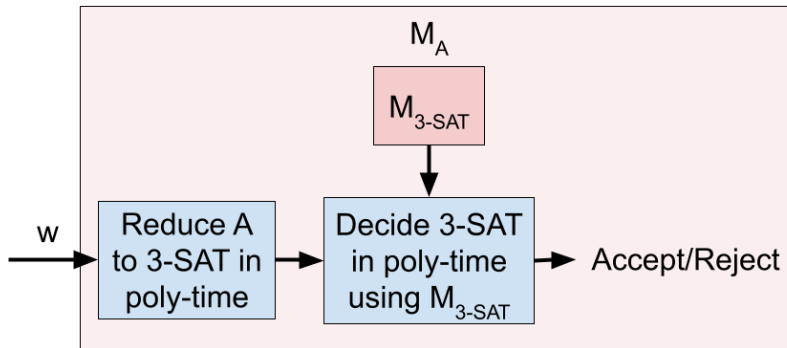 M_A
M_3-SAT
w
Reduce A
to 3-SAT in
poly-time
Decide 3-SAT
in poly-time
using M_3-SAT
Accept/Reject